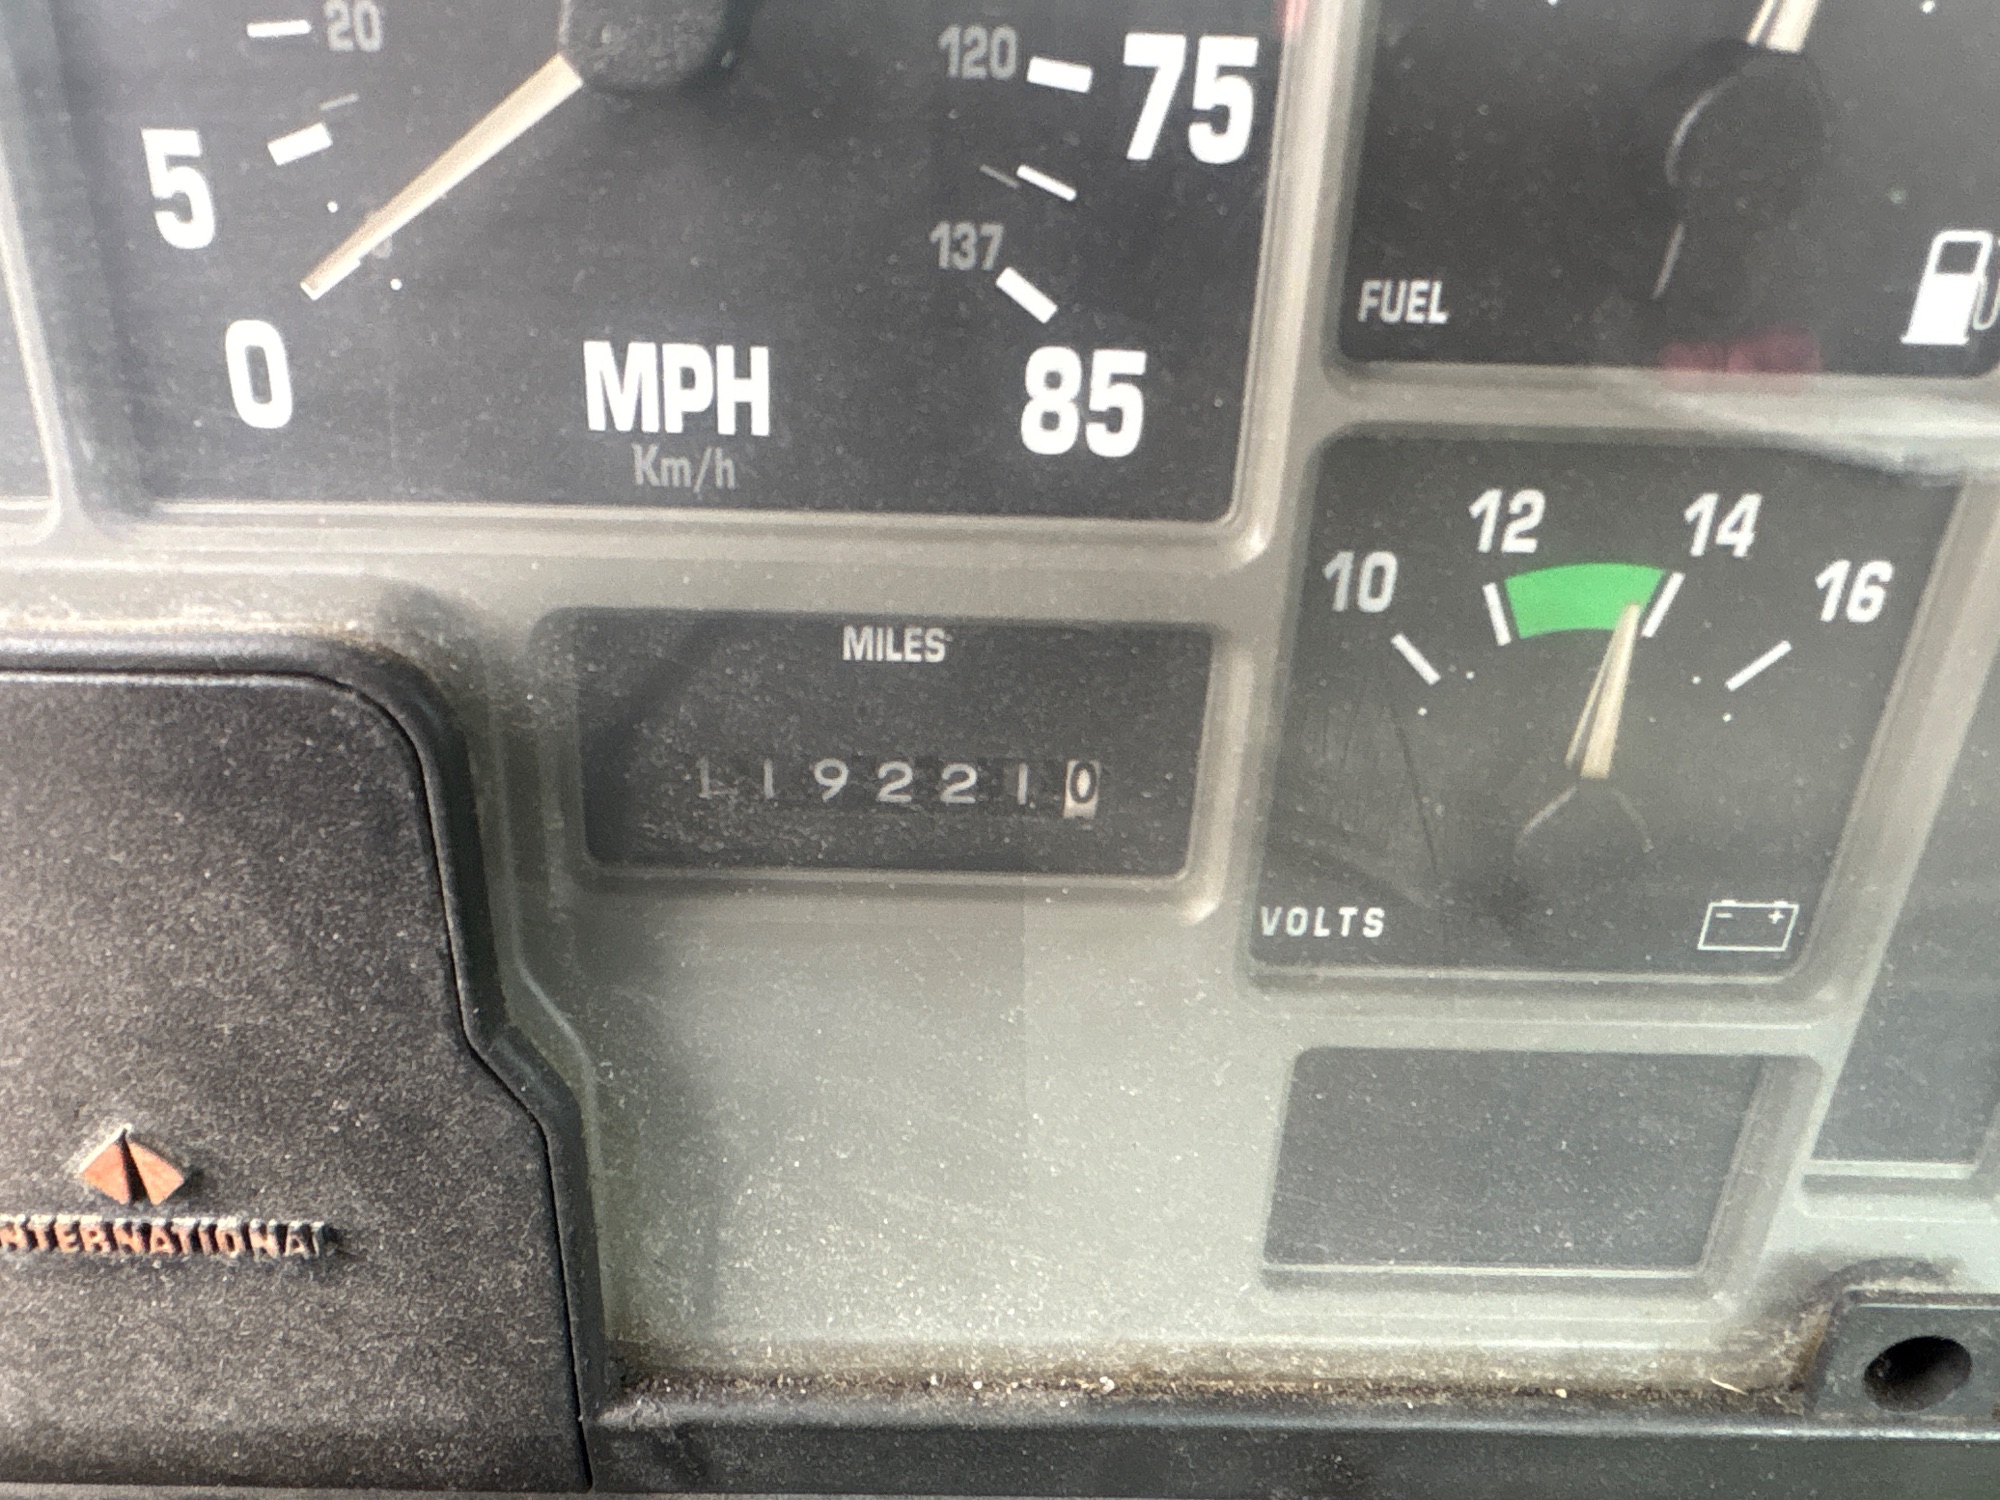 20
120
75
5
137
0
MPH
Km/h
85
FUEL
12
14
10
16
MILES
1192210
VOLTS
- +
INTERNATIONAL